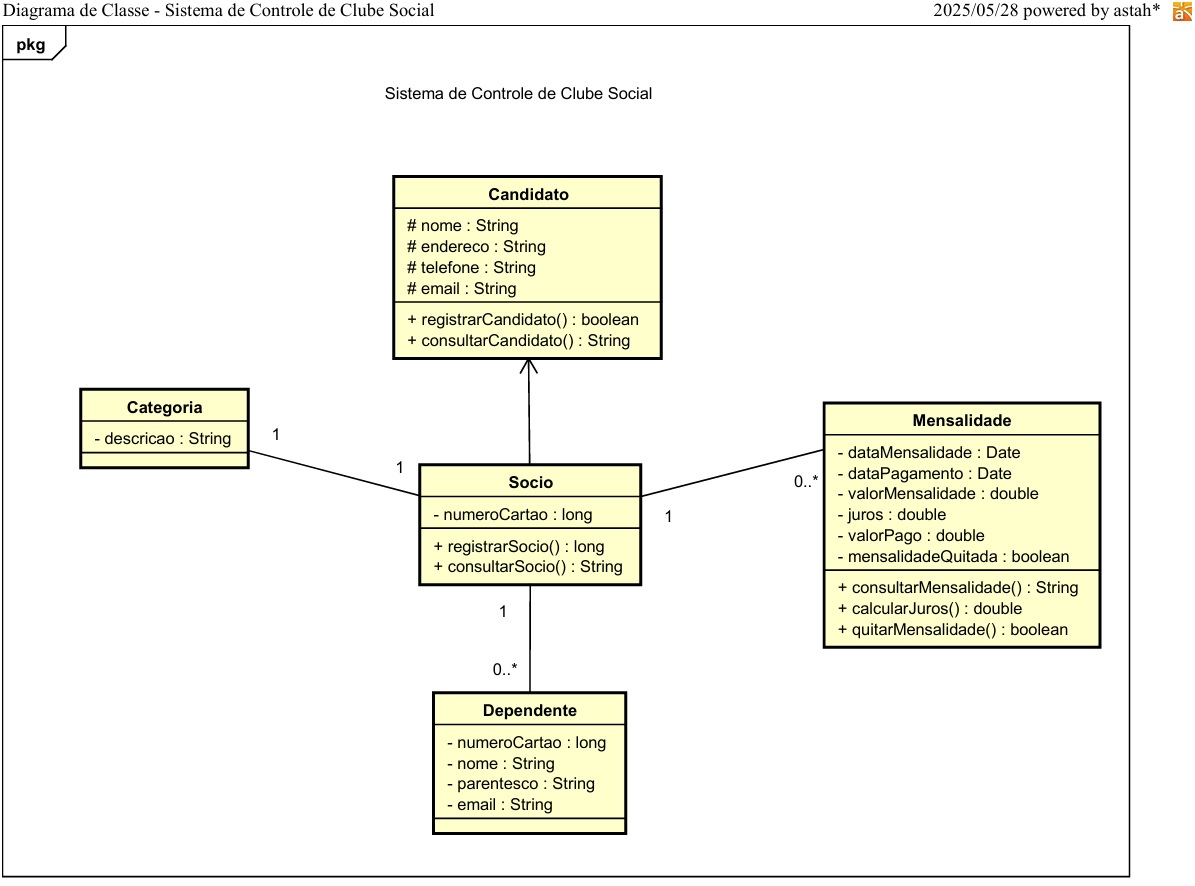 Diagrama de Classe - Sistema de Controle de Clube Social
2025/05/28 powered by astah*
pkg
Sistema de Controle de Clube Social
Candidato
# nome : String
# endereco : String
# telefone : String
# email : String
+ registrarCandidato() : boolean
+ consultarCandidato() : String
Categoria
- descricao : String
1
1
Socio
- numeroCartao : long
+ registrarSocio() : long
+ consultarSocio() : String
1
0..*
Mensalidade
- dataMensalidade : Date
- dataPagamento : Date
- valorMensalidade : double
- juros : double
- valorPago : double
- mensalidadeQuitada : boolean
+ consultarMensalidade() : String
+ calcularJuros() : double
+ quitarMensalidade() : boolean
1
0..*
Dependente
- numeroCartao : long
- nome : String
- parentesco : String
- email : String